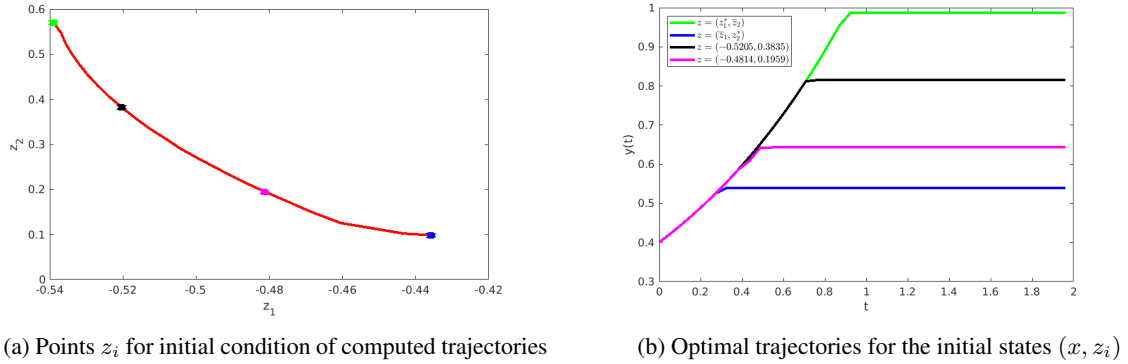 0.6
0.5
0.4
0.3
0.2
0.1
0
z₂
-0.54 -0.52 -0.5 -0.48 -0.46 -0.44 -0.42
z₁
(a) Points zᵢ for initial condition of computed trajectories
1
0.9
0.8
0.7
0.6
0.5
0.4
0.3
y(t)
z = (z₁*, z̅₂)
z = (z̅₁, z₂*)
z = (−0.5205, 0.3835)
z = (−0.4814, 0.1959)
0 0.2 0.4 0.6 0.8 1 1.2 1.4 1.6 1.8 2
t
(b) Optimal trajectories for the initial states (x, zᵢ)